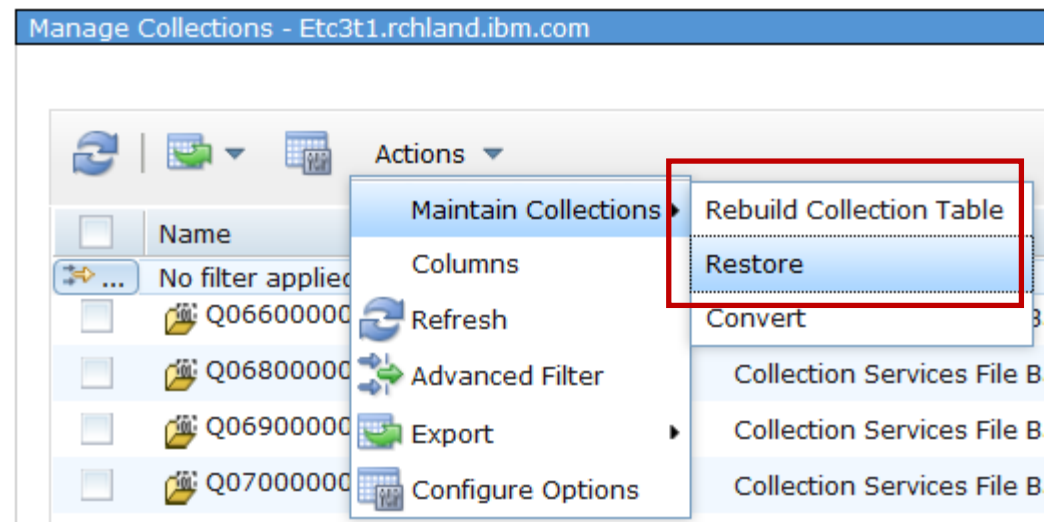 Manage Collections - Etc3t1.rchland.ibm.com
Actions
Maintain Collections
Rebuild Collection Table
Name
Columns
Restore
...
No filter applied
Refresh
Convert
Q06600000
Q06800000
Advanced Filter
Collection Services File B
Q06900000
Export
Collection Services File B
Q07000000
Configure Options
Collection Services File B